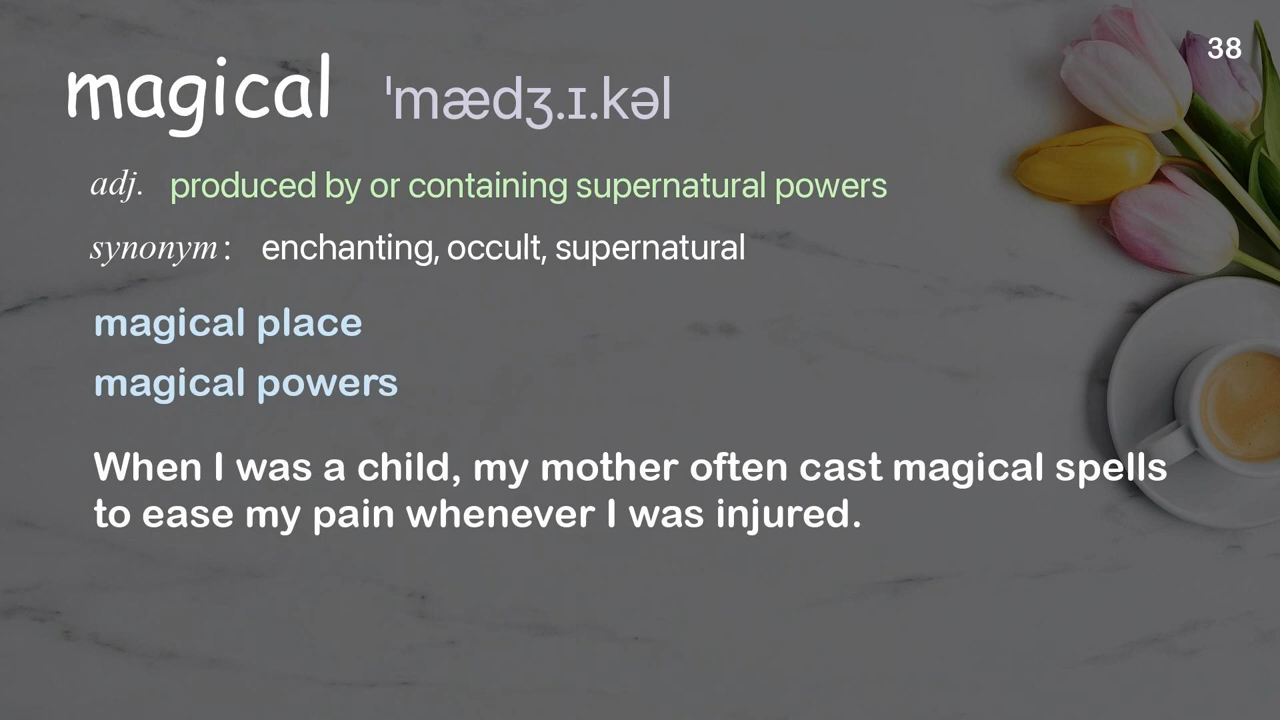 38
magical ˈmædʒ.ɪ.kəl
adj. produced by or containing supernatural powers
synonym: enchanting, occult, supernatural
magical place
magical powers
When I was a child, my mother often cast magical spells
to ease my pain whenever I was injured.